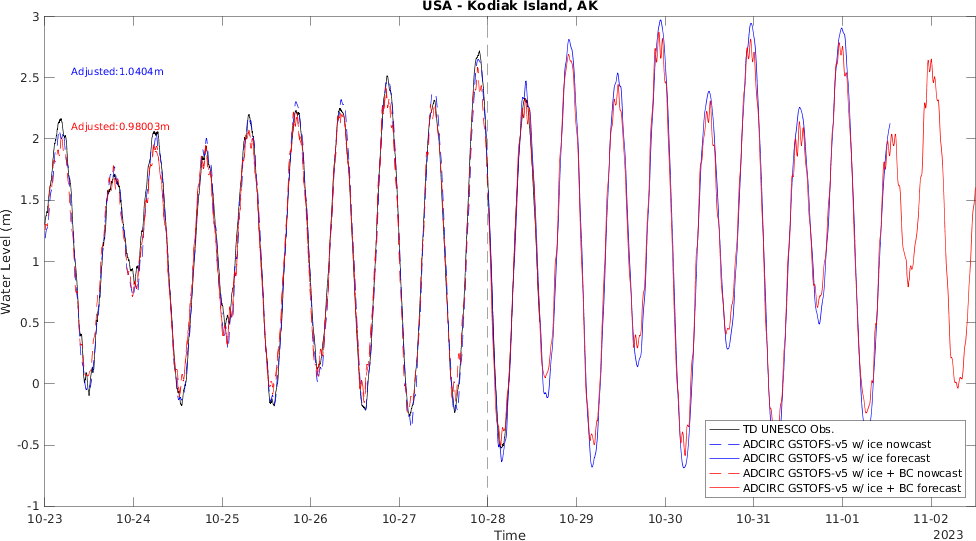 USA - Kodiak Island, AK
3
2.5
2
1.5
1
0.5
0
-0.5
-1
Water Level (m)
Adjusted:1.0404m
Adjusted:0.98003m
TD UNESCO Obs.
ADCIRC GSTOFS-v5 w/ ice nowcast
ADCIRC GSTOFS-v5 w/ ice forecast
ADCIRC GSTOFS-v5 w/ ice + BC nowcast
ADCIRC GSTOFS-v5 w/ ice + BC forecast
10-23 10-24 10-25 10-26 10-27 10-28 10-29 10-30 10-31 11-01 11-02
Time 2023